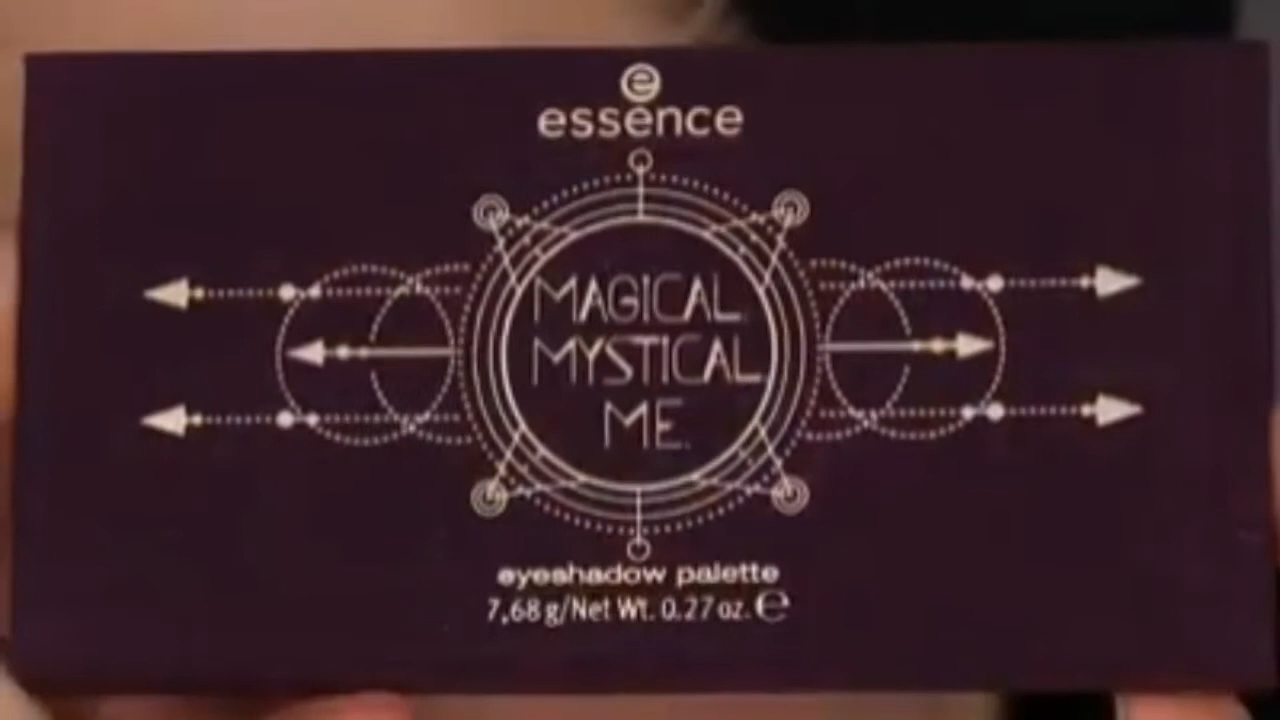 e
essence
MAGICAL
MYSTICAL
ME.
eyeshadow palette
7,68 g/Net Wt. 0.27 oz. ℮